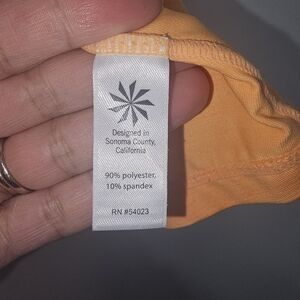 Designed in
Sonoma County,
California
90% polyester,
10% spandex
RN #54023